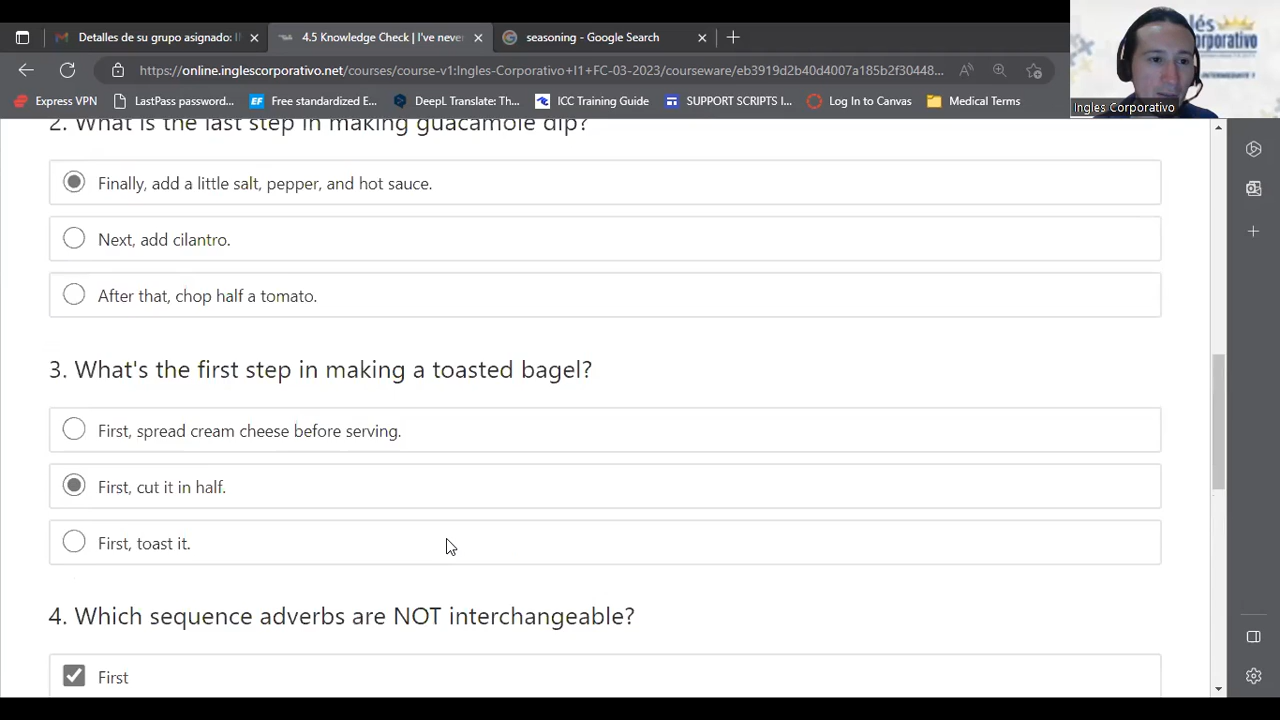 Detalles de su grupo asignado: I
4.5 Knowledge Check | I've never
seasoning - Google Search
https://online.inglescorporativo.net/courses/course-v1:Ingles-Corporativo+I1+FC-03-2023/courseware/eb3919d2b40d4007a185b2f30448...
Express VPN
LastPass password...
EF Free standardized E...
DeepL Translate: Th...
ICC Training Guide
SUPPORT SCRIPTS I...
Log In to Canvas
Medical Terms
Ingles Corporativo
2. What is the last step in making guacamole dip?
Finally, add a little salt, pepper, and hot sauce.
Next, add cilantro.
After that, chop half a tomato.
3. What's the first step in making a toasted bagel?
First, spread cream cheese before serving.
First, cut it in half.
First, toast it.
4. Which sequence adverbs are NOT interchangeable?
First